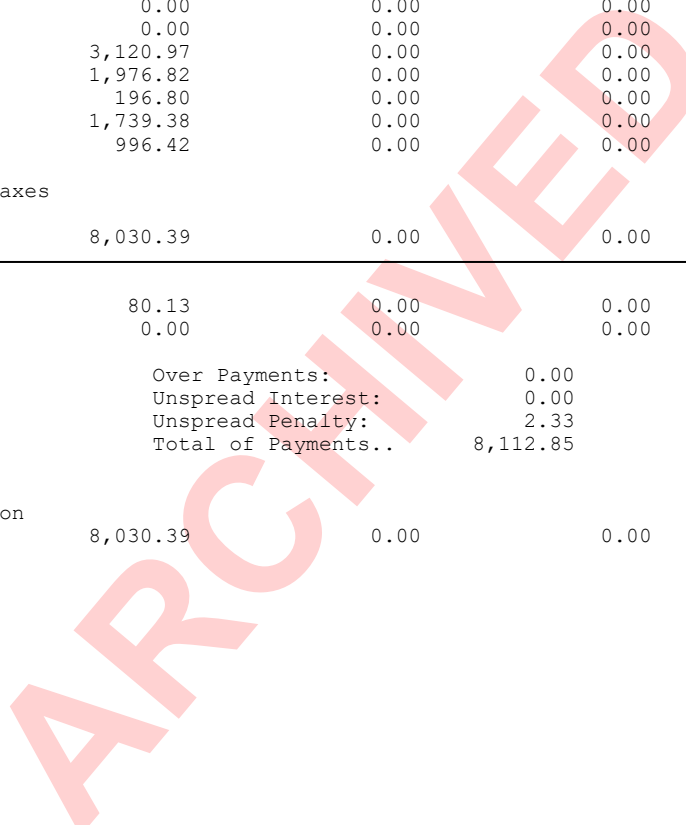 0.00 0.00 0.00
0.00 0.00 0.00
3,120.97 0.00 0.00
1,976.82 0.00 0.00
196.80 0.00 0.00
1,739.38 0.00 0.00
996.42 0.00 0.00
axes
8,030.39 0.00 0.00
80.13 0.00 0.00
0.00 0.00 0.00
Over Payments: 0.00
Unspread Interest: 0.00
Unspread Penalty: 2.33
Total of Payments.. 8,112.85
on
8,030.39 0.00 0.00
ARCHIVED